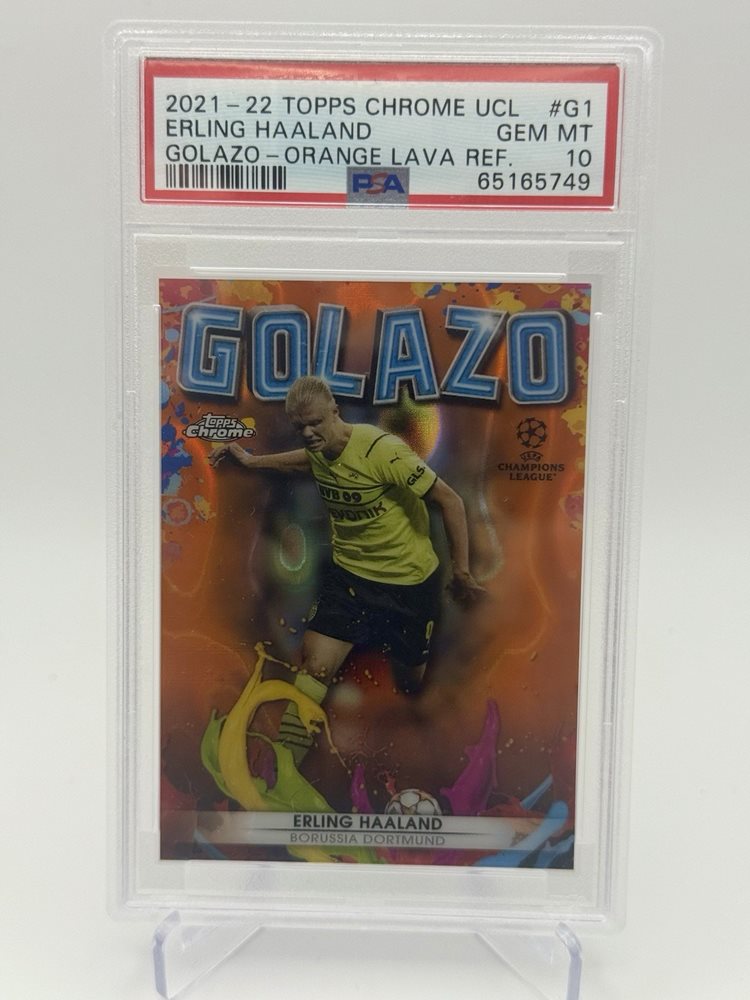 2021-22 TOPPS CHROME UCL #G1
ERLING HAALAND GEM MT
GOLAZO-ORANGE LAVA REF. 10
PSA 65165749
GOLAZO
topps Chrome
UEFA
CHAMPIONS
LEAGUE
GLS
BVB 09
EVONIK
ERLING HAALAND
BORUSSIA DORTMUND